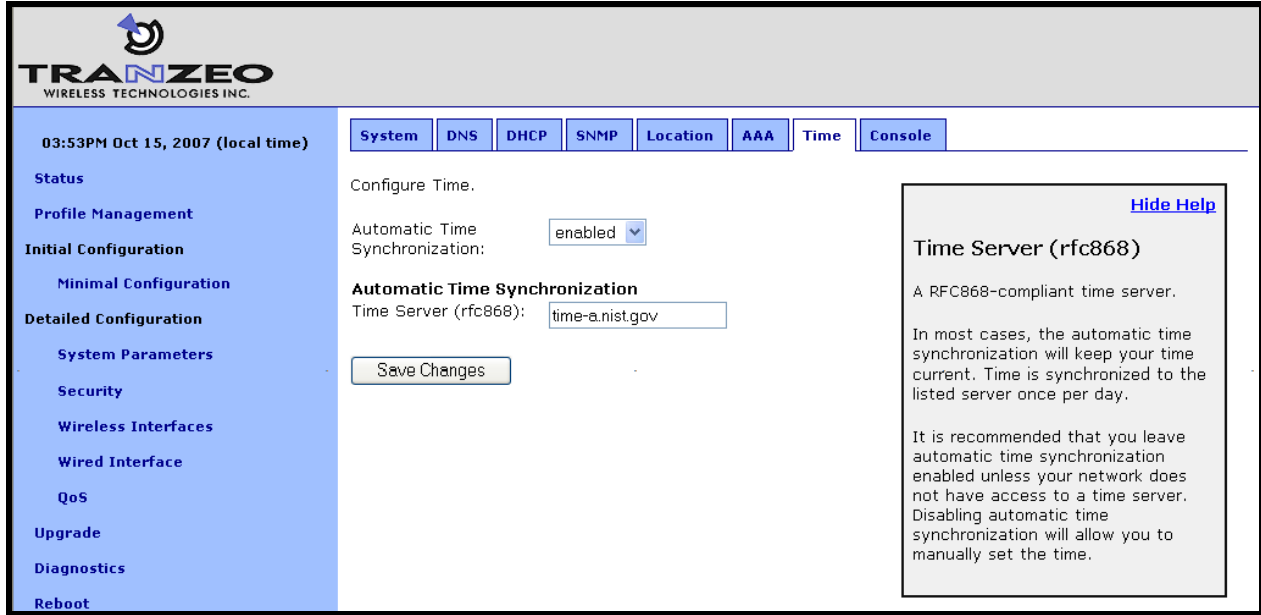 TRANZEO
WIRELESS TECHNOLOGIES INC.
03:53PM Oct 15, 2007 (local time)
Status
Profile Management
Initial Configuration
Minimal Configuration
Detailed Configuration
System Parameters
Security
Wireless Interfaces
Wired Interface
QoS
Upgrade
Diagnostics
Reboot
System DNS DHCP SNMP Location AAA Time Console
Configure Time.
Automatic Time
Synchronization:
enabled
Automatic Time Synchronization
Time Server (rfc868):
time-a.nist.gov
Save Changes
Hide Help
Time Server (rfc868)
A RFC868-compliant time server.
In most cases, the automatic time
synchronization will keep your time
current. Time is synchronized to the
listed server once per day.
It is recommended that you leave
automatic time synchronization
enabled unless your network does
not have access to a time server.
Disabling automatic time
synchronization will allow you to
manually set the time.